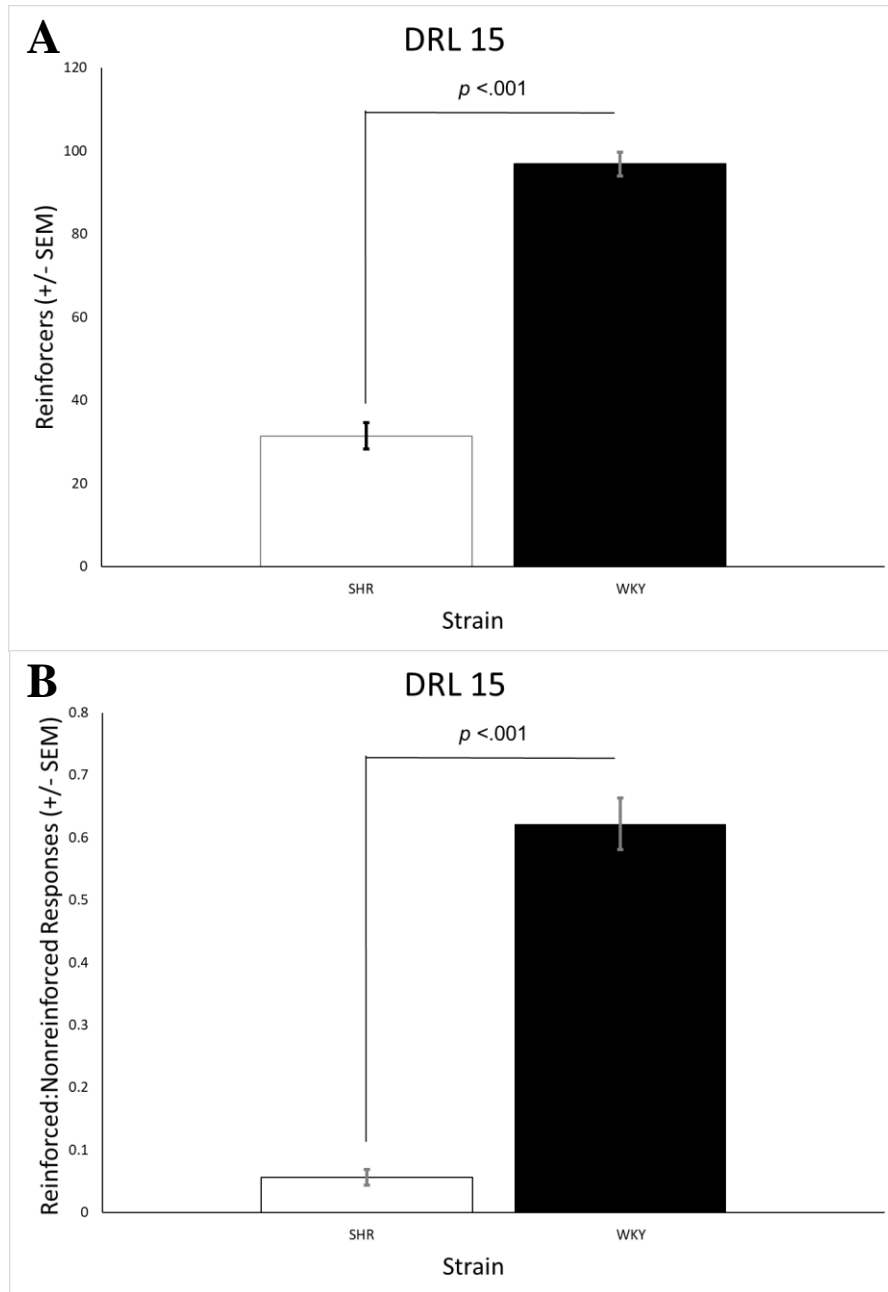 A
DRL 15
p <.001
120
100
80
60
40
20
0
Reinforcers (+/- SEM)
SHR
WKY
Strain
B
DRL 15
p <.001
0.8
0.7
0.6
0.5
0.4
0.3
0.2
0.1
0
Reinforced:Nonreinforced Responses (+/- SEM)
SHR
WKY
Strain